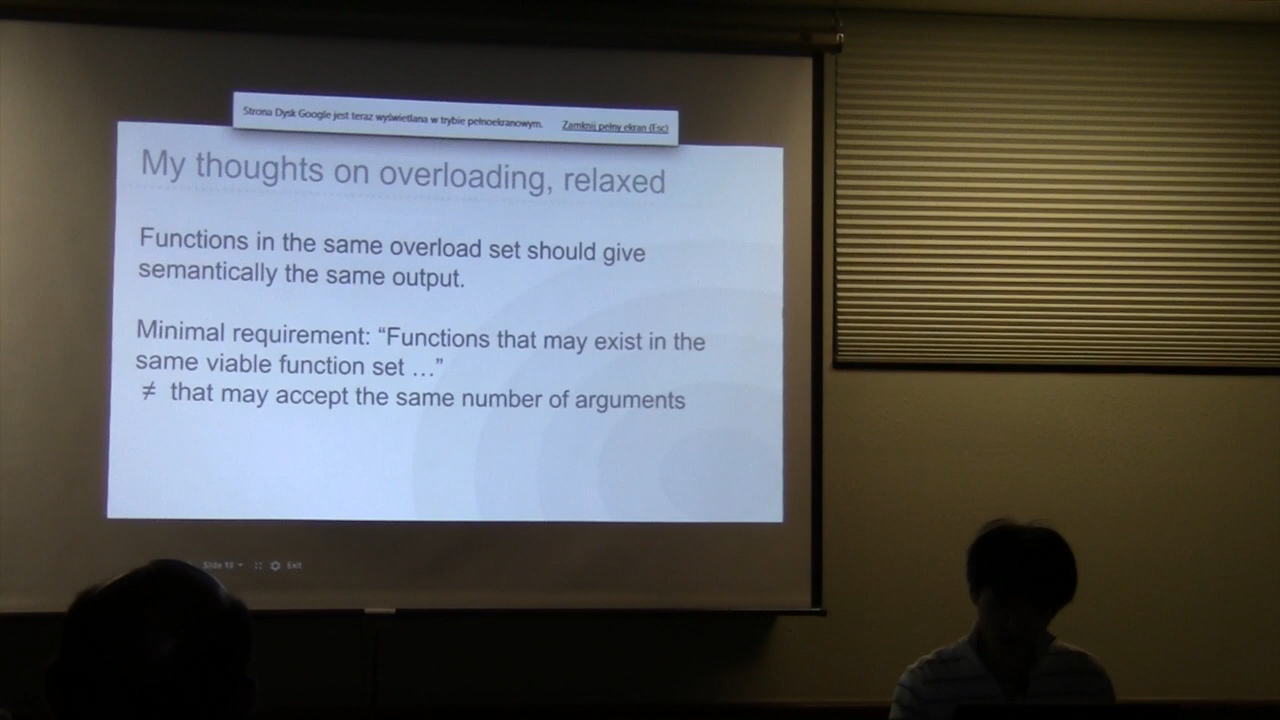 Strona Dysk Google jest teraz wyświetlana w trybie pełnoekranowym. Zamknij pełny ekran (Esc)
My thoughts on overloading, relaxed
Functions in the same overload set should give
semantically the same output.
Minimal requirement: “Functions that may exist in the
same viable function set …”
≠ that may accept the same number of arguments
Slide 18 Exit